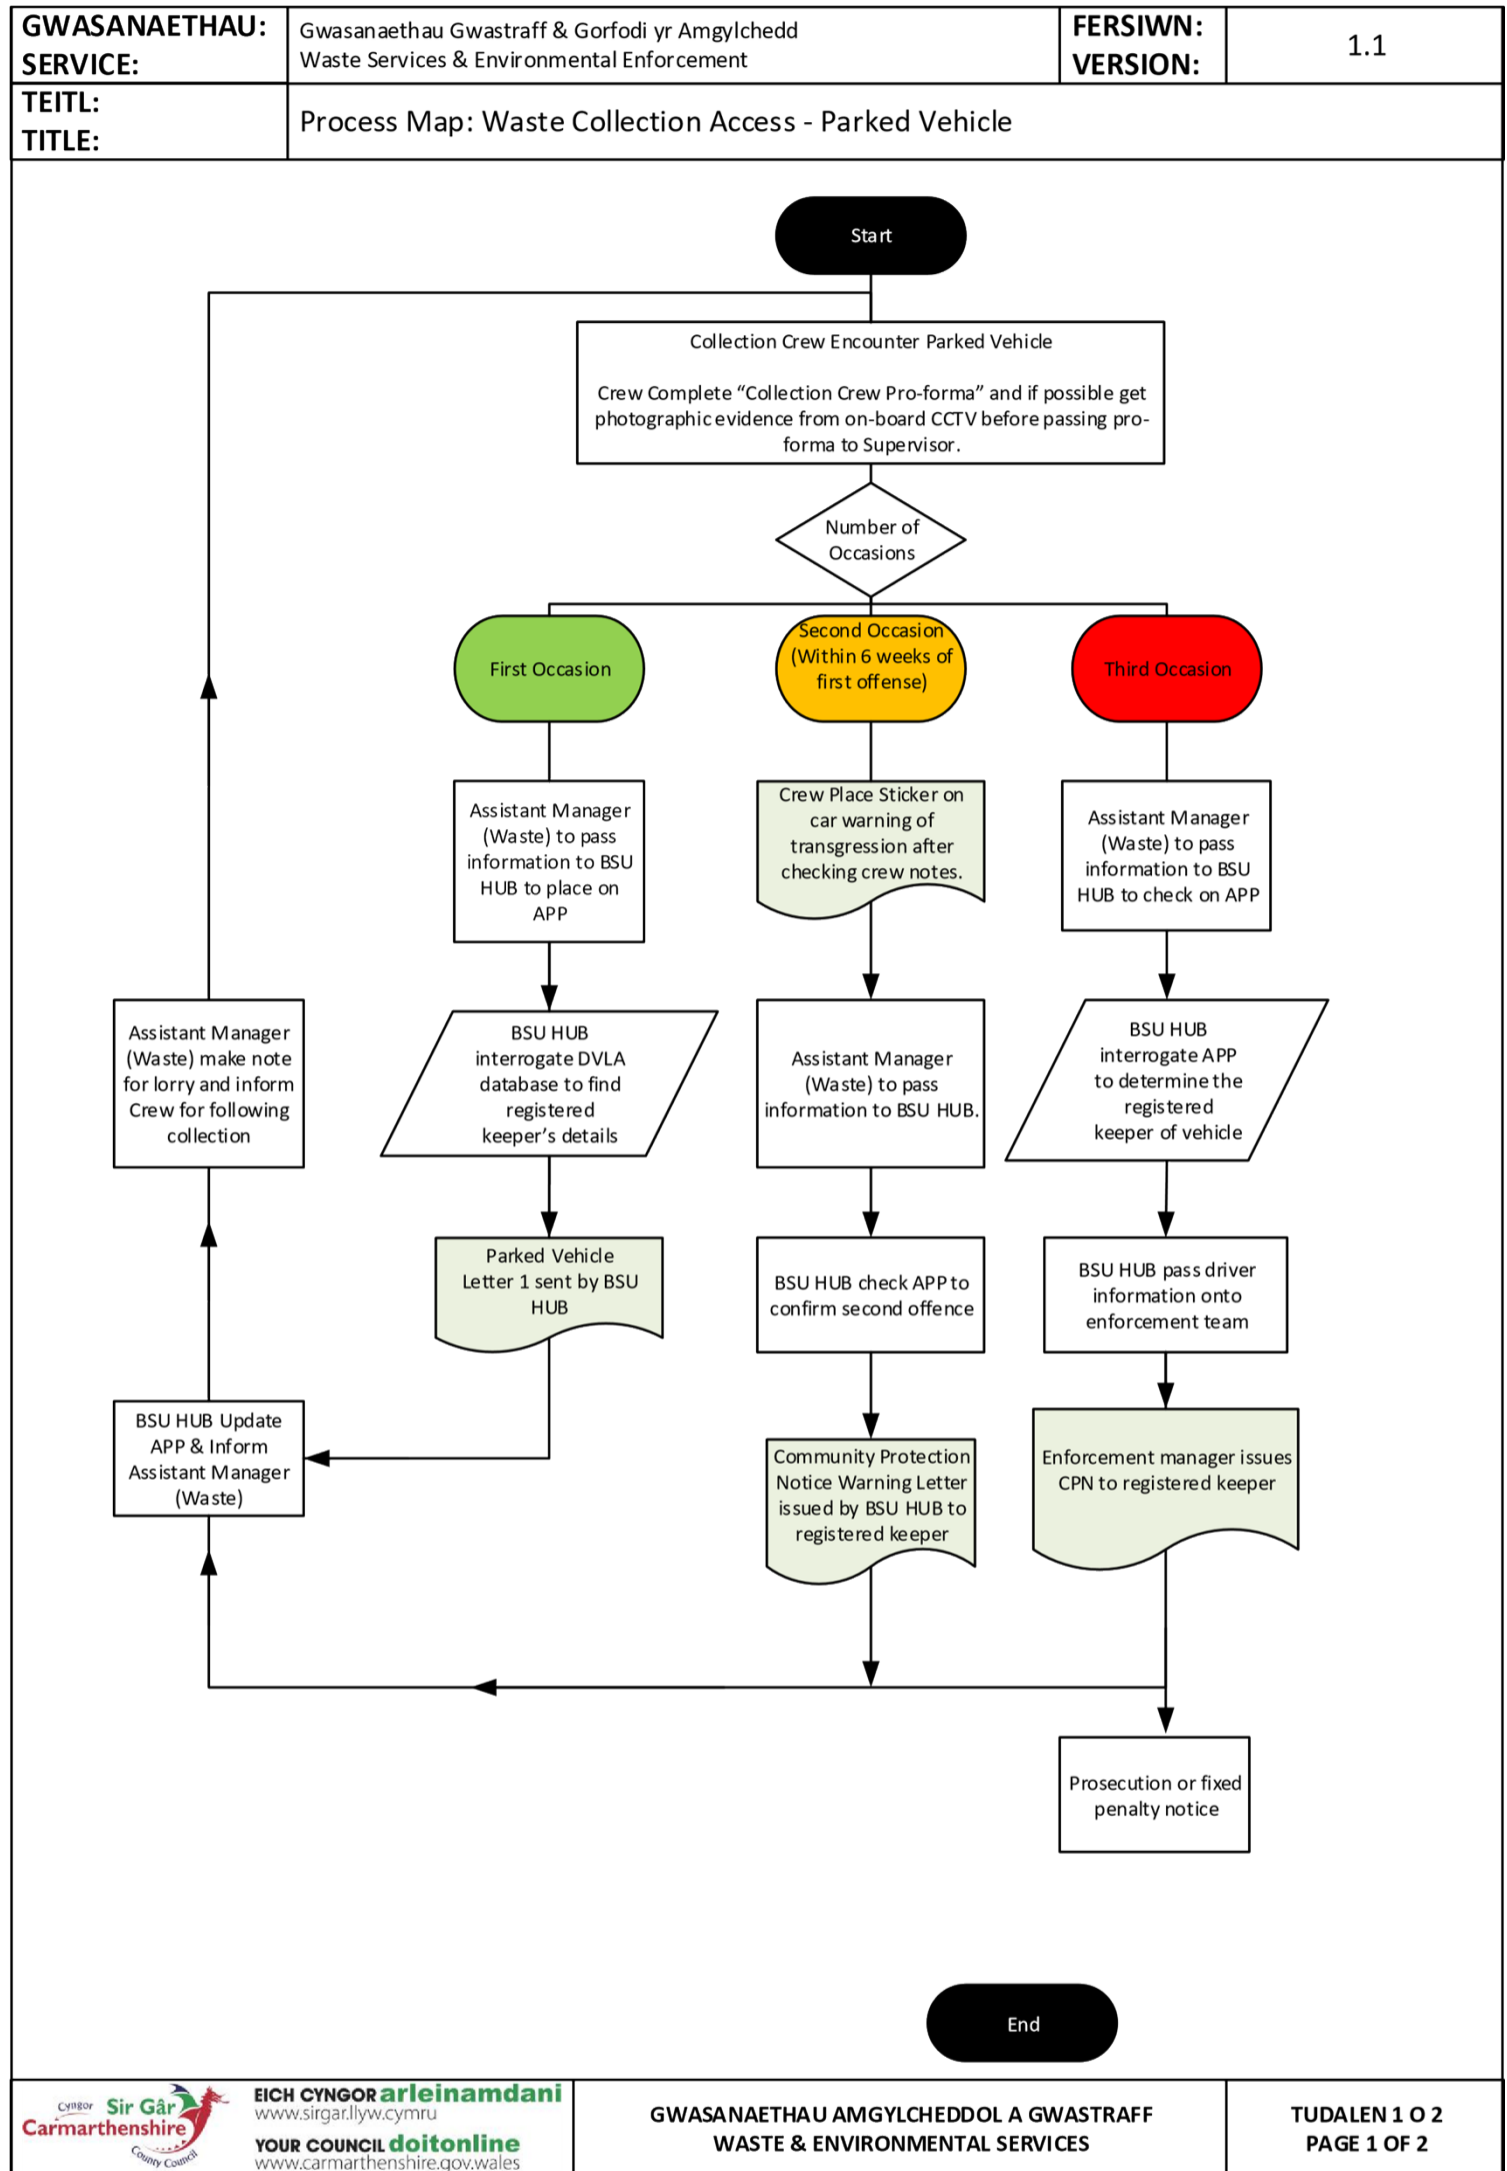 GWASANAETHAU:
SERVICE:
Gwasanaethau Gwastraff & Gorfodi yr Amgylchedd
Waste Services & Environmental Enforcement
FERSIWN:
VERSION:
1.1
TEITL:
TITLE:
Process Map: Waste Collection Access - Parked Vehicle
Start
Collection Crew Encounter Parked Vehicle
Crew Complete “Collection Crew Pro-forma” and if possible get
photographic evidence from on-board CCTV before passing pro-
forma to Supervisor.
Number of
Occasions
First Occasion
Second Occasion
(Within 6 weeks of
first offense)
Third Occasion
Assistant Manager
(Waste) to pass
information to BSU
HUB to place on
APP
Crew Place Sticker on
car warning of
transgression after
checking crew notes.
Assistant Manager
(Waste) to pass
information to BSU
HUB to check on APP
Assistant Manager
(Waste) make note
for lorry and inform
Crew for following
collection
BSU HUB
interrogate DVLA
database to find
registered
keeper’s details
Assistant Manager
(Waste) to pass
information to BSU HUB.
BSU HUB
interrogate APP
to determine the
registered
keeper of vehicle
Parked Vehicle
Letter 1 sent by BSU
HUB
BSU HUB check APP to
confirm second offence
BSU HUB pass driver
information onto
enforcement team
BSU HUB Update
APP & Inform
Assistant Manager
(Waste)
Community Protection
Notice Warning Letter
issued by BSU HUB to
registered keeper
Enforcement manager issues
CPN to registered keeper
Prosecution or fixed
penalty notice
End
Cyngor Sir Gâr
Carmarthenshire
County Council
EICH CYNGOR arleinamdani
www.sirgar.llyw.cymru
YOUR COUNCIL doitonline
www.carmarthenshire.gov.wales
GWASANAETHAU AMGYLCHEDDOL A GWASTRAFF
WASTE & ENVIRONMENTAL SERVICES
TUDALEN 1 O 2
PAGE 1 OF 2